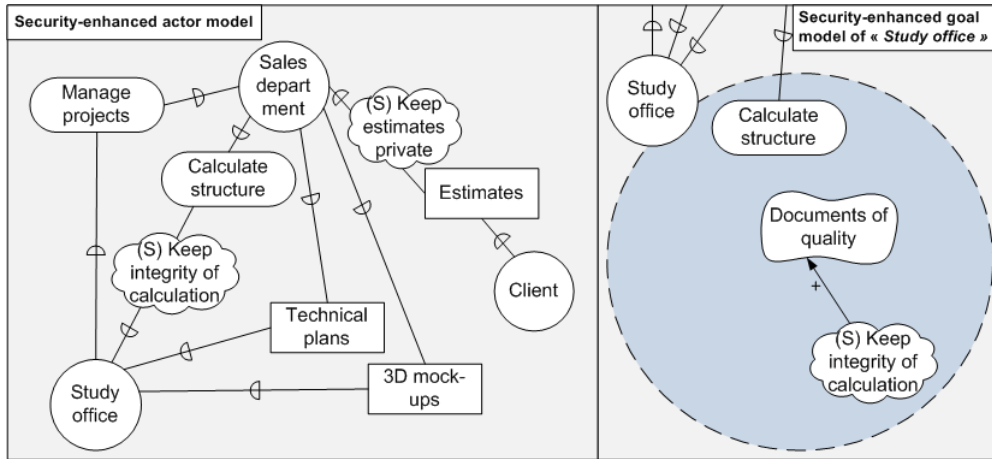 Security-enhanced actor model
Sales
depart
ment
Manage
projects
(S) Keep
estimates
private
Calculate
structure
Estimates
(S) Keep
integrity of
calculation
Client
Technical
plans
3D mock-
ups
Study
office
Security-enhanced goal
model of « Study office »
Study
office
Calculate
structure
Documents of
quality
+
(S) Keep
integrity of
calculation